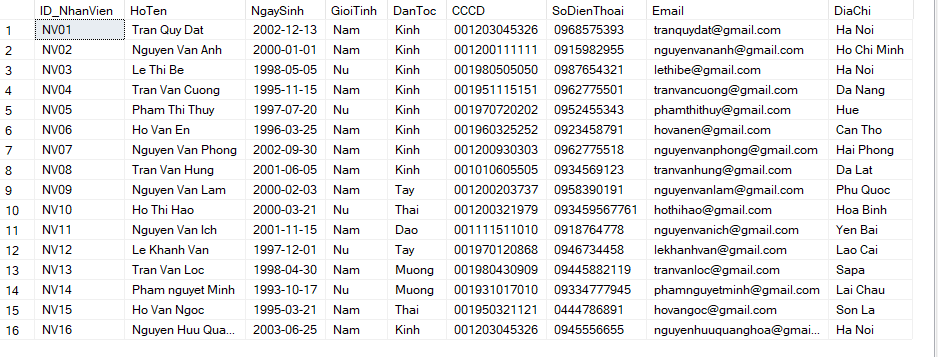 ID_NhanVien HoTen NgaySinh GioiTinh DanToc CCCD SoDienThoai Email DiaChi
1 NV01 Tran Quy Dat 2002-12-13 Nam Kinh 001203045326 0968575393 tranquydat@gmail.com Ha Noi
2 NV02 Nguyen Van Anh 2000-01-01 Nam Kinh 001200111111 0915982955 nguyenvananh@gmail.com Ho Chi Minh
3 NV03 Le Thi Be 1998-05-05 Nu Kinh 001980505050 0987654321 lethibe@gmail.com Ha Noi
4 NV04 Tran Van Cuong 1995-11-15 Nam Kinh 001951115151 0962775501 tranvancuong@gmail.com Da Nang
5 NV05 Pham Thi Thuy 1997-07-20 Nu Kinh 001970720202 0952455343 phamthithuy@gmail.com Hue
6 NV06 Ho Van En 1996-03-25 Nam Kinh 001960325252 0923458791 hovanen@gmail.com Can Tho
7 NV07 Nguyen Van Phong 2002-09-30 Nam Kinh 001200930303 0962775518 nguyenvanphong@gmail.com Hai Phong
8 NV08 Tran Van Hung 2001-06-05 Nam Kinh 001010605505 0934569123 tranvanhung@gmail.com Da Lat
9 NV09 Nguyen Van Lam 2000-02-03 Nam Tay 001200203737 0958390191 nguyenvanlam@gmail.com Phu Quoc
10 NV10 Ho Thi Hao 2000-03-21 Nu Thai 001200321979 093459567761 hothihao@gmail.com Hoa Binh
11 NV11 Nguyen Van Ich 2001-11-15 Nam Dao 001111511010 0918764778 nguyenvanich@gmail.com Yen Bai
12 NV12 Le Khanh Van 1997-12-01 Nu Tay 001970120868 0946734458 lekhanhvan@gmail.com Lao Cai
13 NV13 Tran Van Loc 1998-04-30 Nam Muong 001980430909 09445882119 tranvanloc@gmail.com Sapa
14 NV14 Pham nguyet Minh 1993-10-17 Nu Muong 001931017010 09334777945 phamnguyetminh@gmail.com Lai Chau
15 NV15 Ho Van Ngoc 1995-03-21 Nam Thai 001950321121 0444786891 hovangoc@gmail.com Son La
16 NV16 Nguyen Huu Qua... 2003-06-25 Nam Kinh 001203045326 0945556655 nguyenhuuquanghoa@gmai... Ha Noi